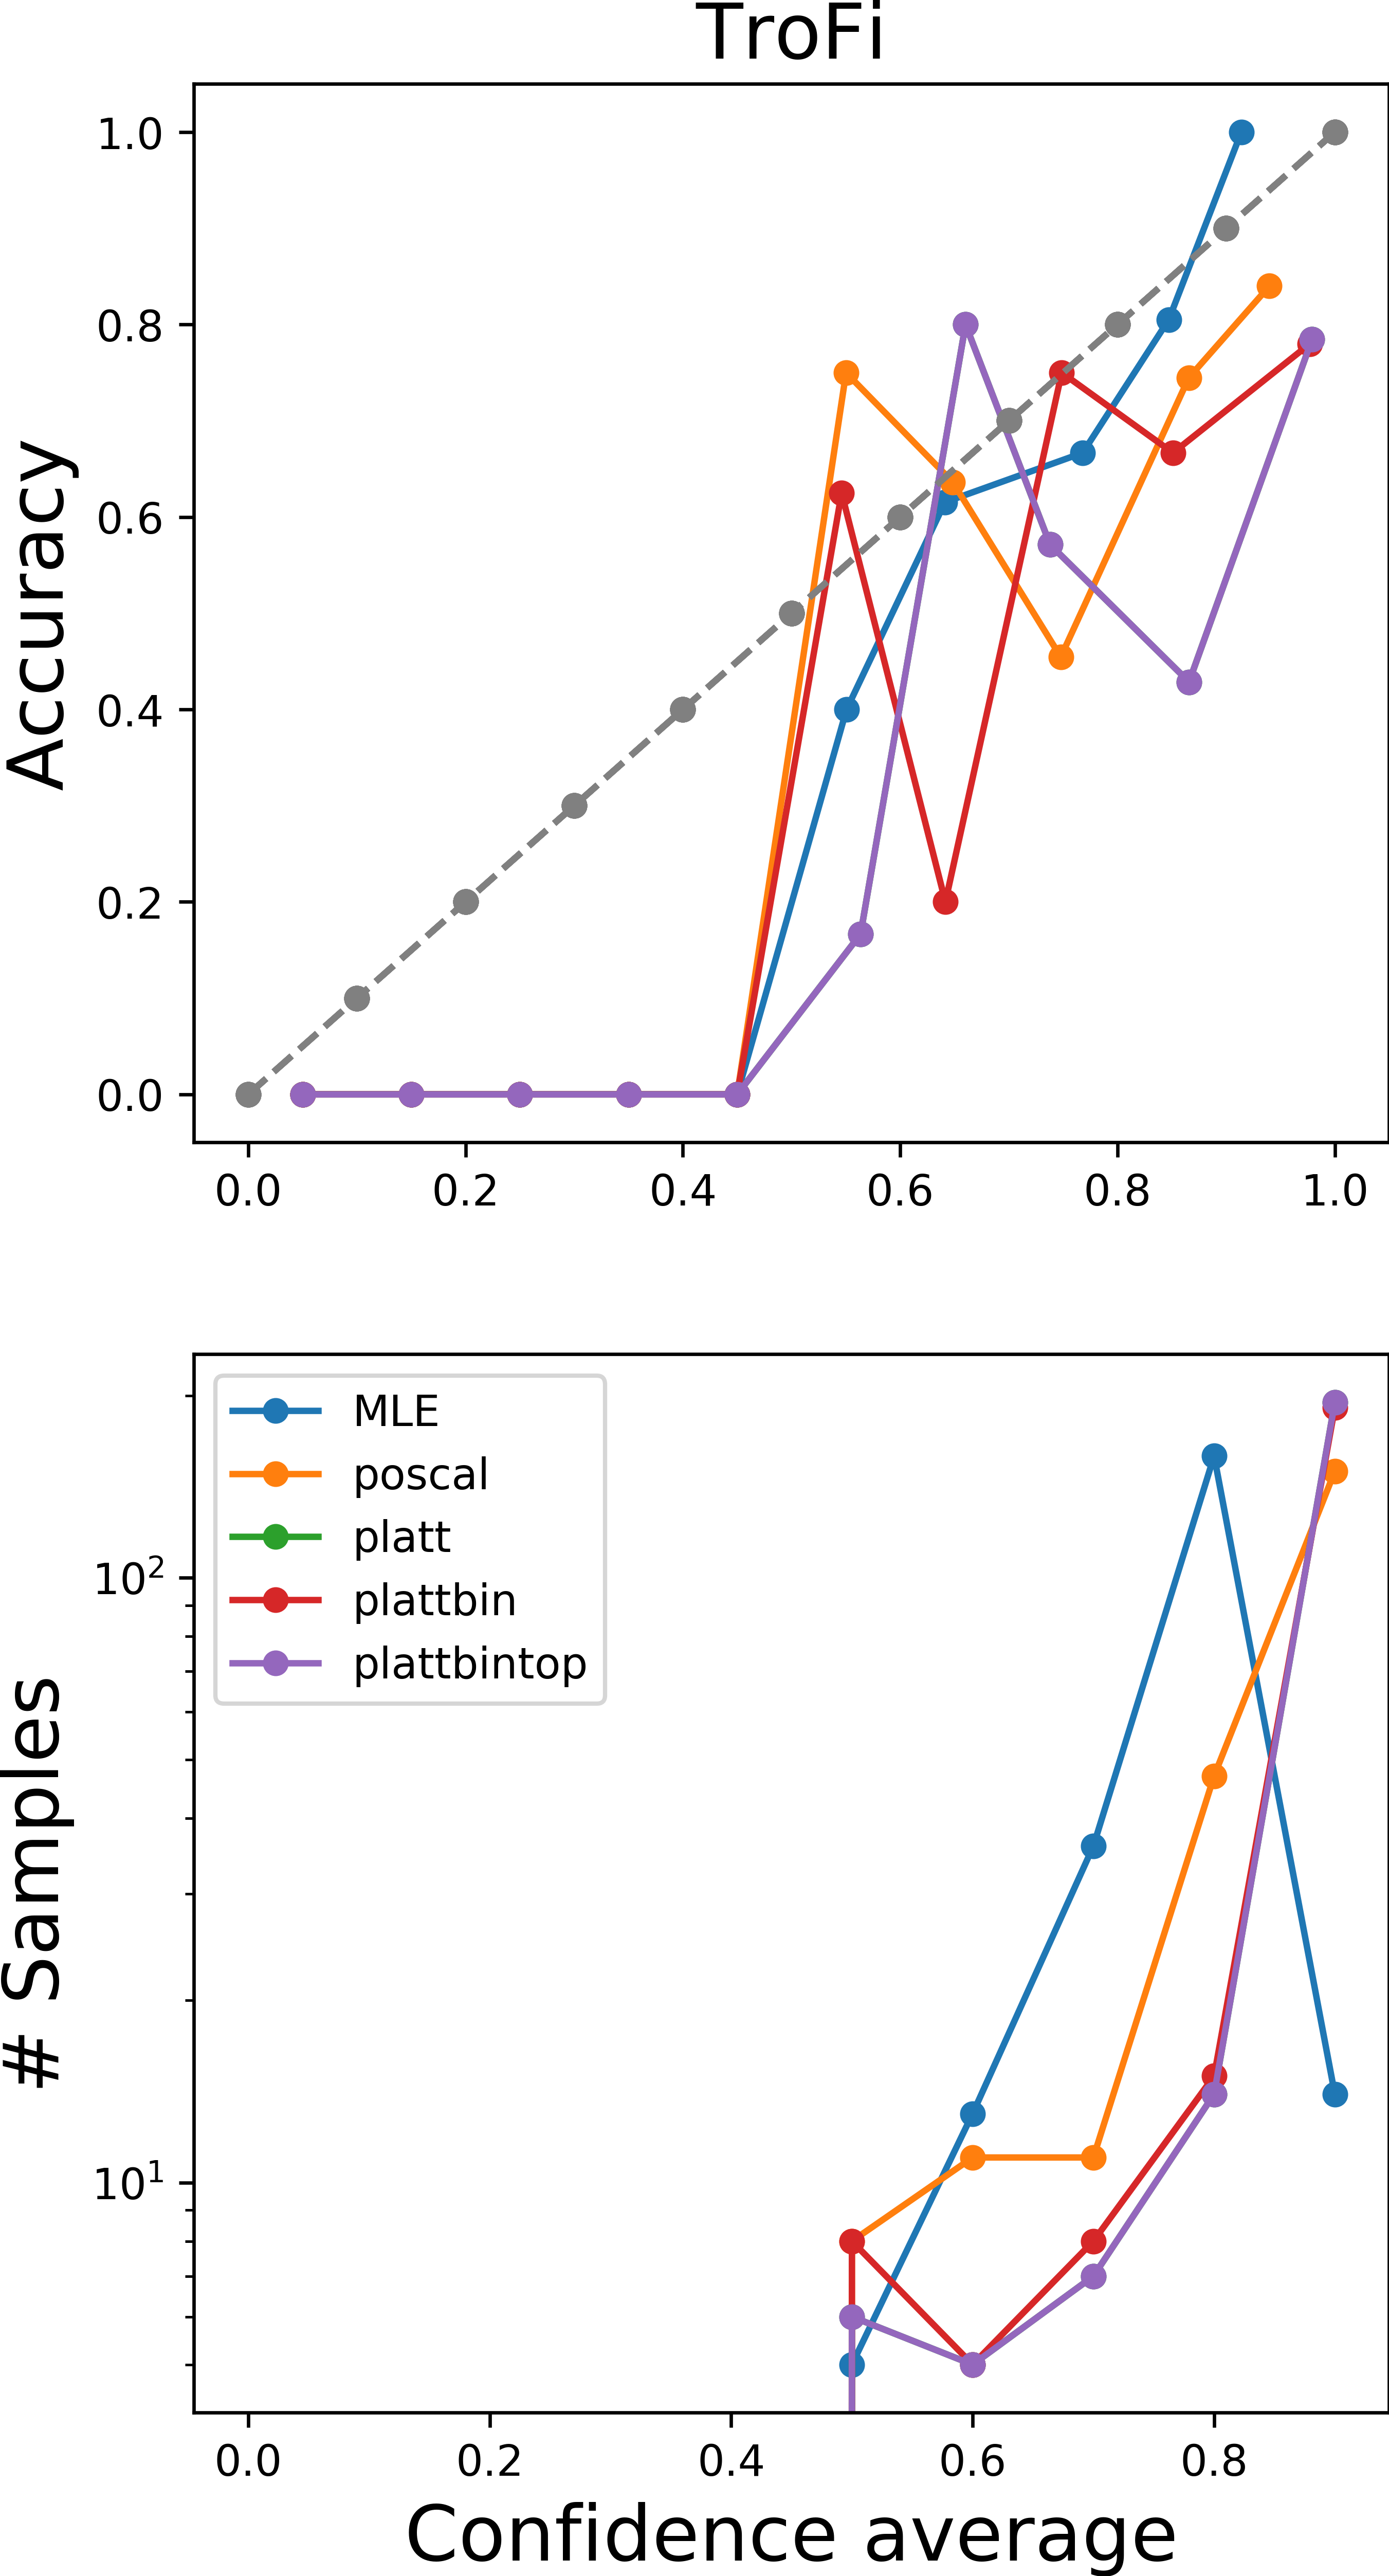 TroFi
1.0
0.8
0.6
0.4
0.2
0.0
Accuracy
0.0 0.2 0.4 0.6 0.8 1.0
MLE
poscal
platt
plattbin
plattbintop
10²
10¹
# Samples
0.0 0.2 0.4 0.6 0.8
Confidence average